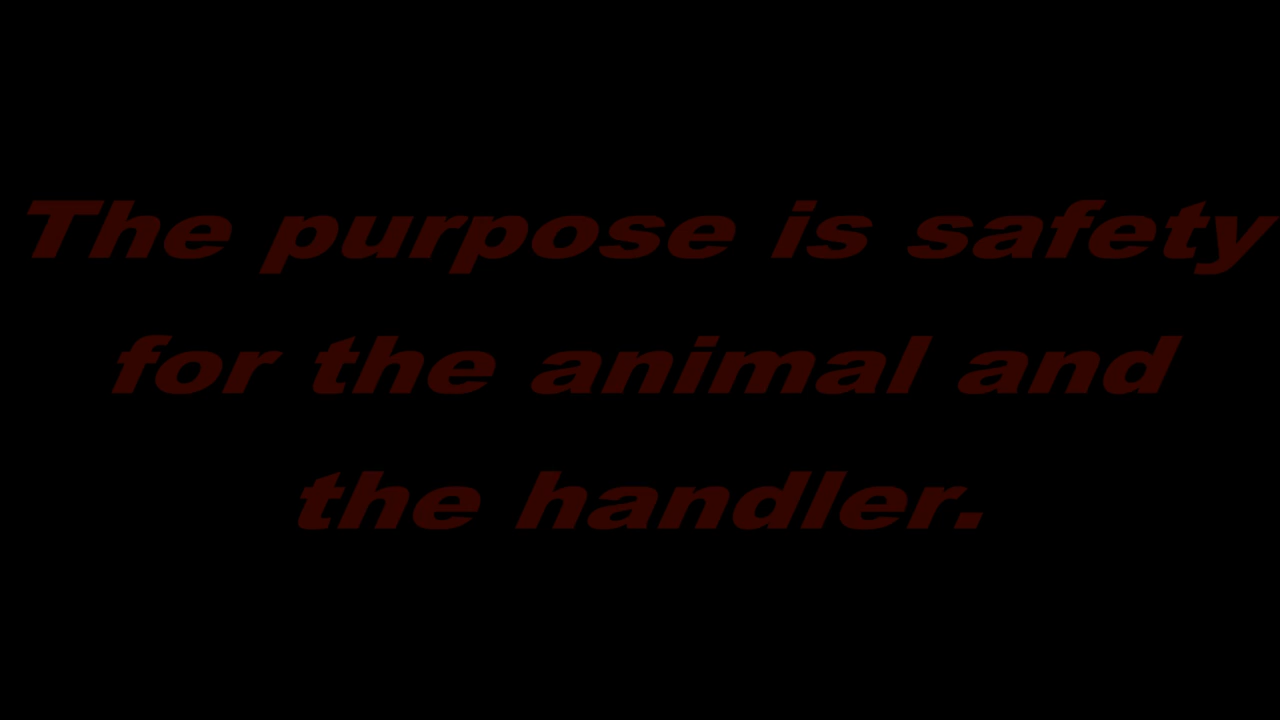 The purpose is safety
for the animal and
the handler.